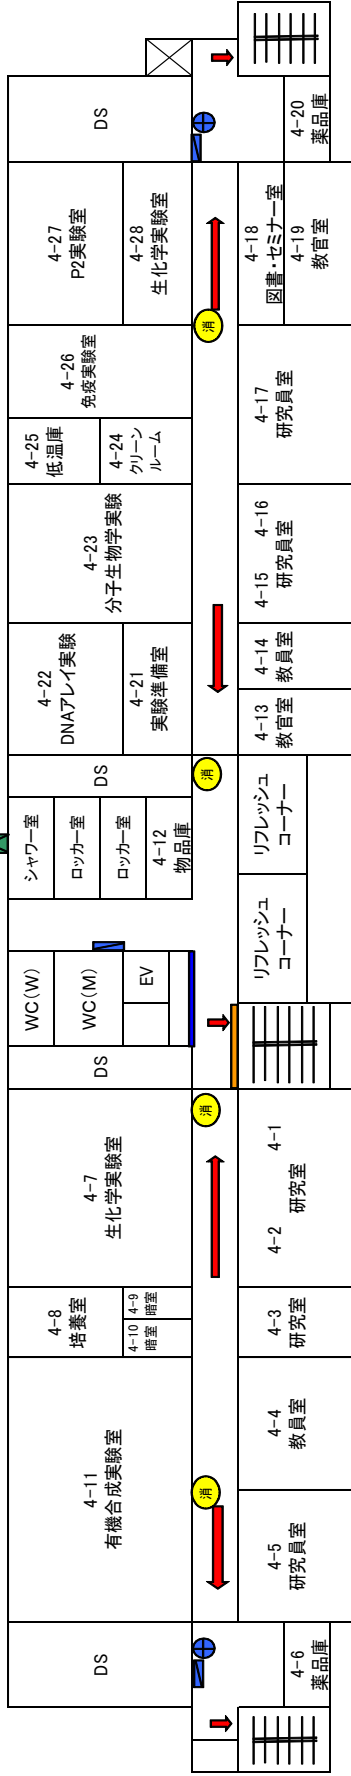 DS
4-11
有機合成実験室
4-8
培養室
4-10
暗室
4-9
暗室
4-7
生化学実験室
DS
WC(W)
WC(M)
EV
シャワー室
ロッカー室
ロッカー室
4-12
物品庫
DS
4-22
DNAアレイ実験
4-21
実験準備室
4-23
分子生物学実験
4-25
低温庫
4-24
クリーン
ルーム
4-26
免疫実験室
4-27
P2実験室
4-28
生化学実験室
DS
消
消
消
消
4-6
薬品庫
4-5
研究員室
4-4
教員室
4-3
研究室
4-2 4-1
研究室
リフレッシュ
コーナー
リフレッシュ
コーナー
4-13
教官室
4-14
教員室
4-15 4-16
研究員室
4-17
研究員室
4-18
図書・セミナー室
4-19
教官室
4-20
薬品庫